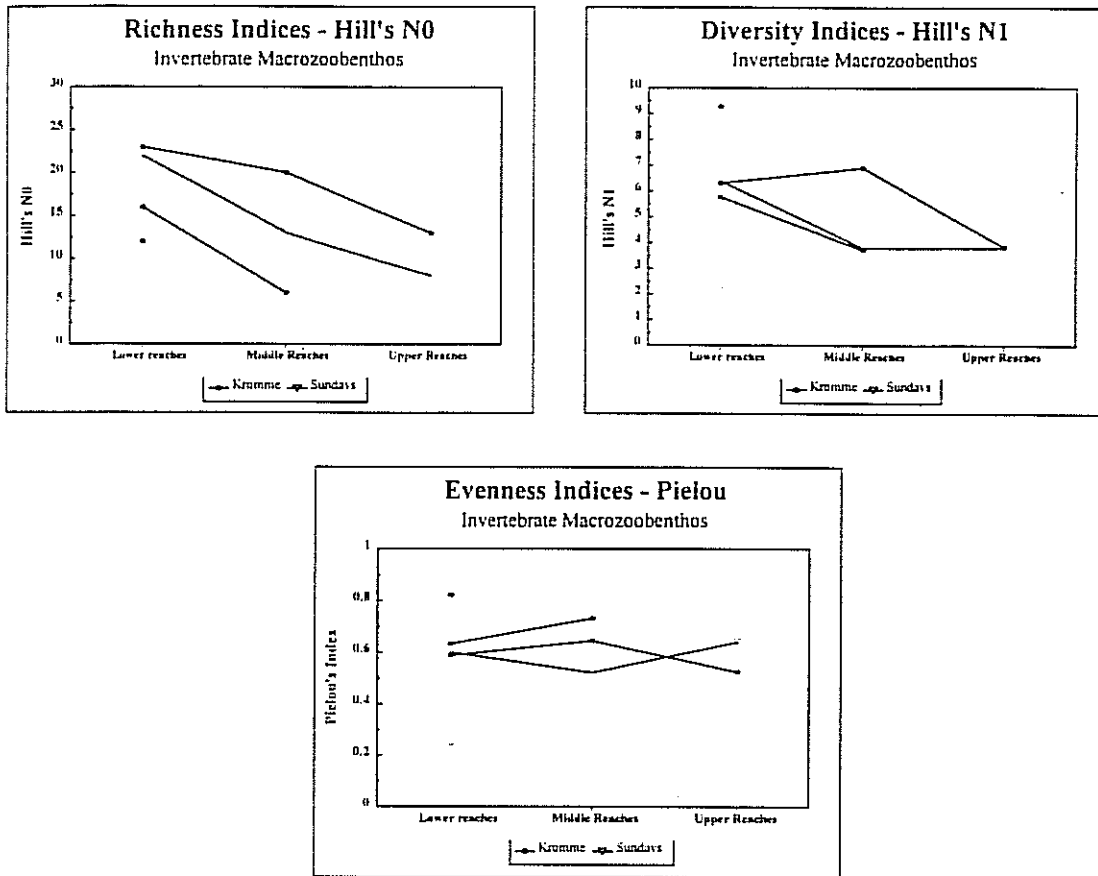 Richness Indices - Hill's N0
Invertebrate Macrozoobenthos
30
25
20
15
10
5
0
Hill's N0
Lower reaches Middle Reaches Upper Reaches
Kromme Sundays
Diversity Indices - Hill's N1
Invertebrate Macrozoobenthos
10
9
8
7
6
5
4
3
2
1
0
Hill's N1
Lower reaches Middle Reaches Upper Reaches
Kromme Sundays
Evenness Indices - Pielou
Invertebrate Macrozoobenthos
1
0.8
0.6
0.4
0.2
0
Pielou's Index
Lower reaches Middle Reaches Upper Reaches
Kromme Sundays